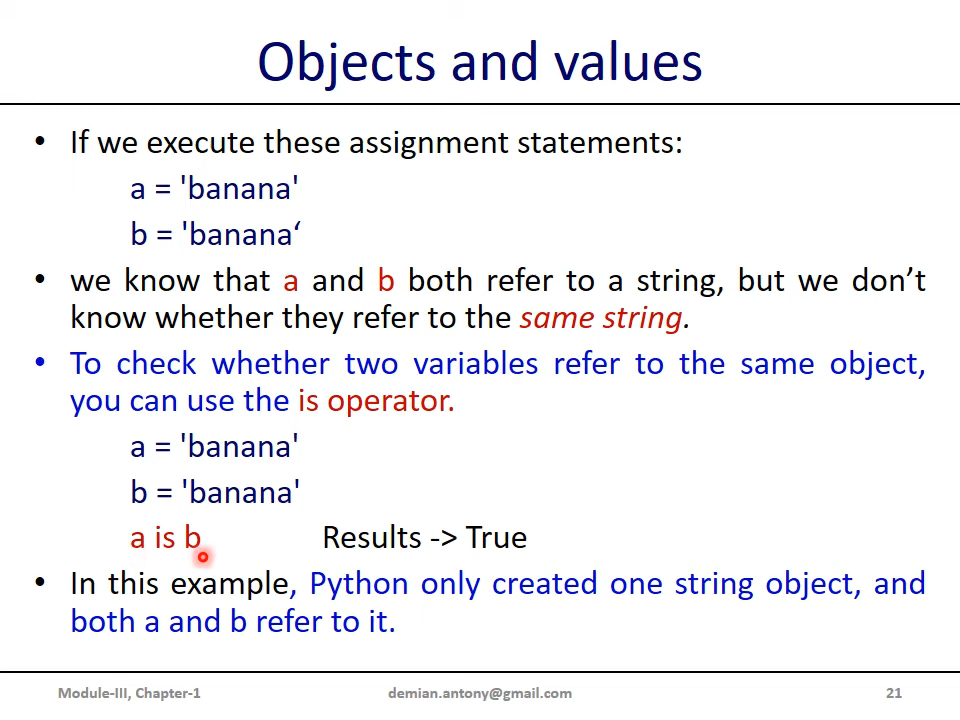 Objects and values
• If we execute these assignment statements:
a = 'banana'
b = 'banana‘
• we know that a and b both refer to a string, but we don’t
know whether they refer to the same string.
• To check whether two variables refer to the same object,
you can use the is operator.
a = 'banana'
b = 'banana'
a is b Results -> True
• In this example, Python only created one string object, and
both a and b refer to it.
Module-III, Chapter-1 demian.antony@gmail.com 21